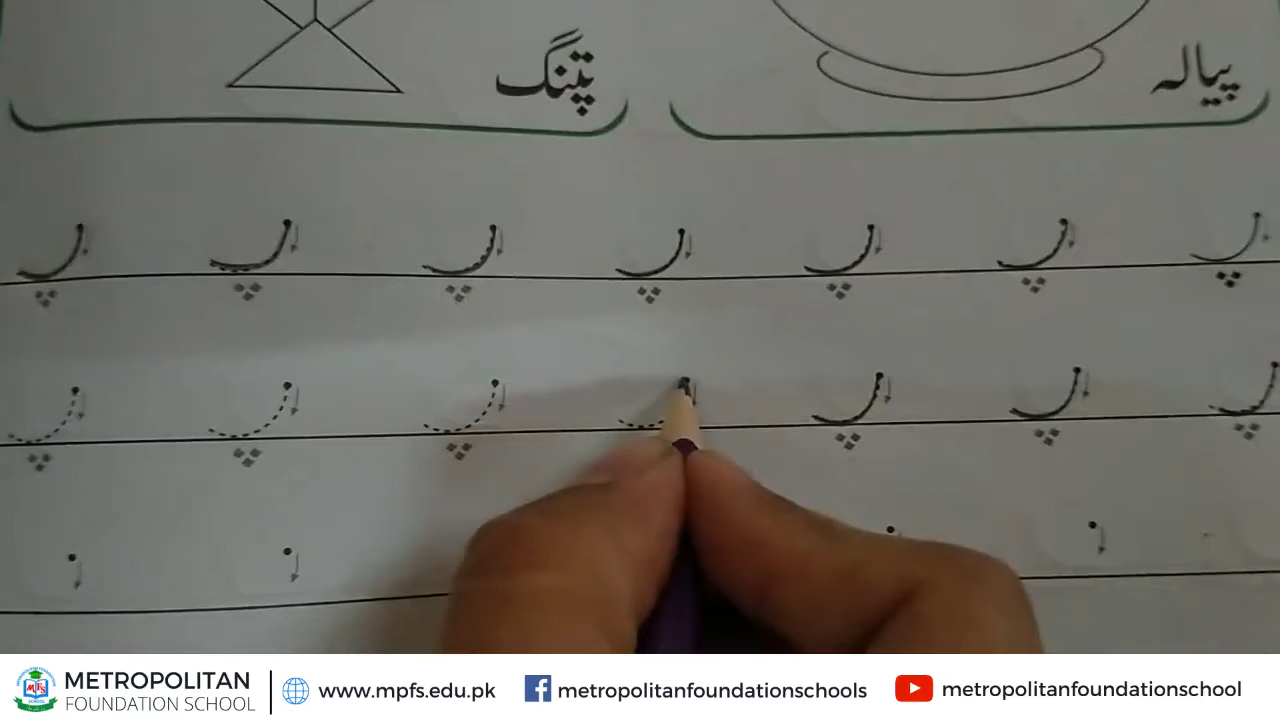 پیالہ
پتنگ
METROPOLITAN
FOUNDATION SCHOOL
www.mpfs.edu.pk
metropolitanfoundationschools
metropolitanfoundationschool